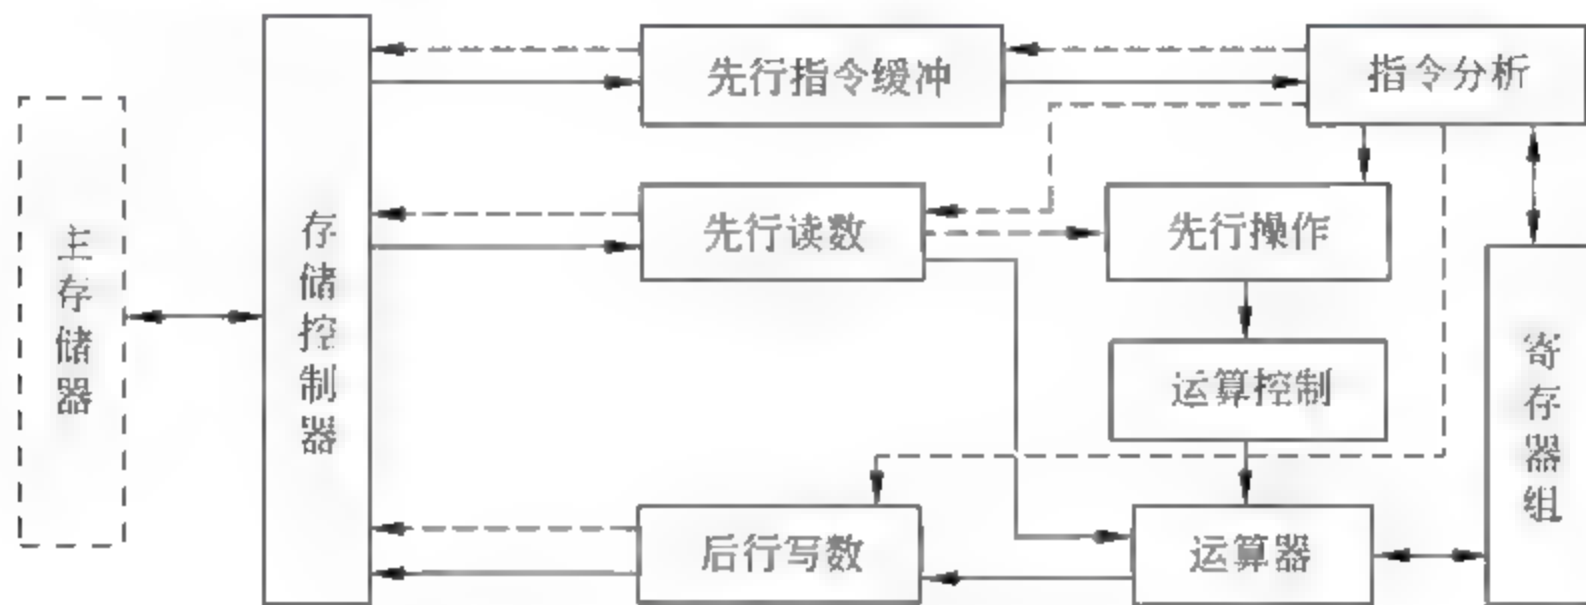 先行指令缓冲
指令分析
主存储器
存储控制器
先行读数
先行操作
运算控制
寄存器组
后行写数
运算器